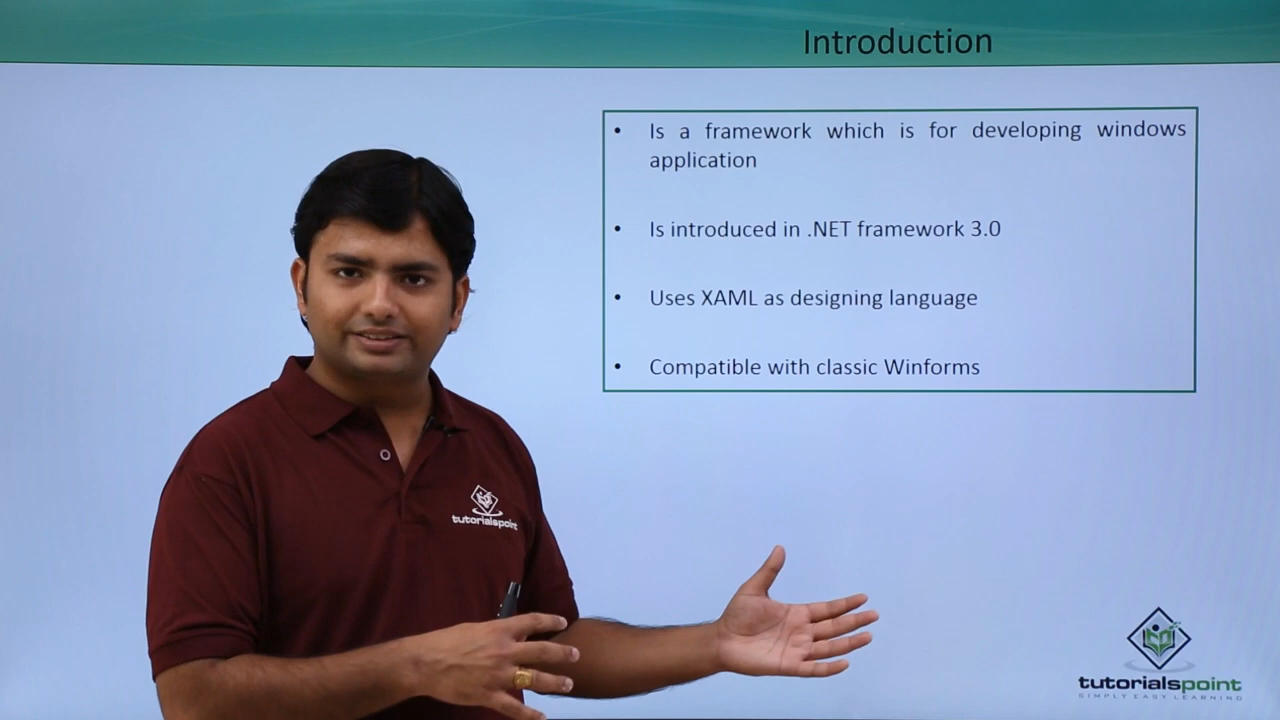 Introduction
• Is a framework which is for developing windows
application
• Is introduced in .NET framework 3.0
• Uses XAML as designing language
• Compatible with classic Winforms
tutorialspoint
tutorialspoint
SIMPLY EASY LEARNING